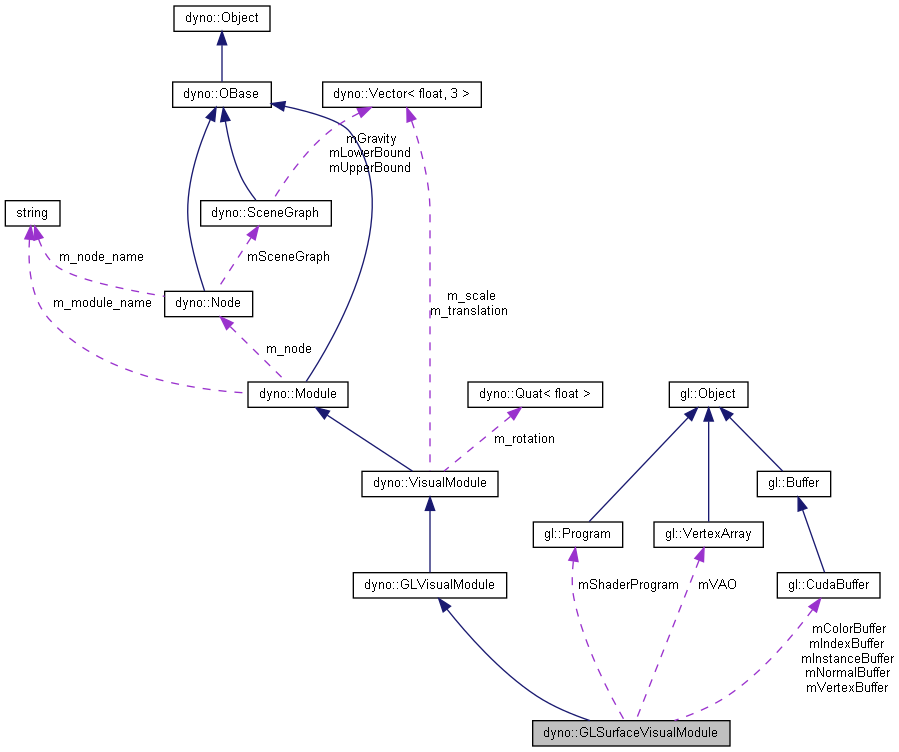 dyno::Object
dyno::OBase
dyno::Vector< float, 3 >
mGravity
mLowerBound
mUpperBound
string
dyno::SceneGraph
m_node_name
mSceneGraph
dyno::Node
m_module_name
m_scale
m_translation
m_node
dyno::Module
dyno::Quat< float >
gl::Object
m_rotation
dyno::VisualModule
gl::Buffer
gl::Program
gl::VertexArray
dyno::GLVisualModule
mShaderProgram
mVAO
gl::CudaBuffer
mColorBuffer
mIndexBuffer
mInstanceBuffer
mNormalBuffer
mVertexBuffer
dyno::GLSurfaceVisualModule